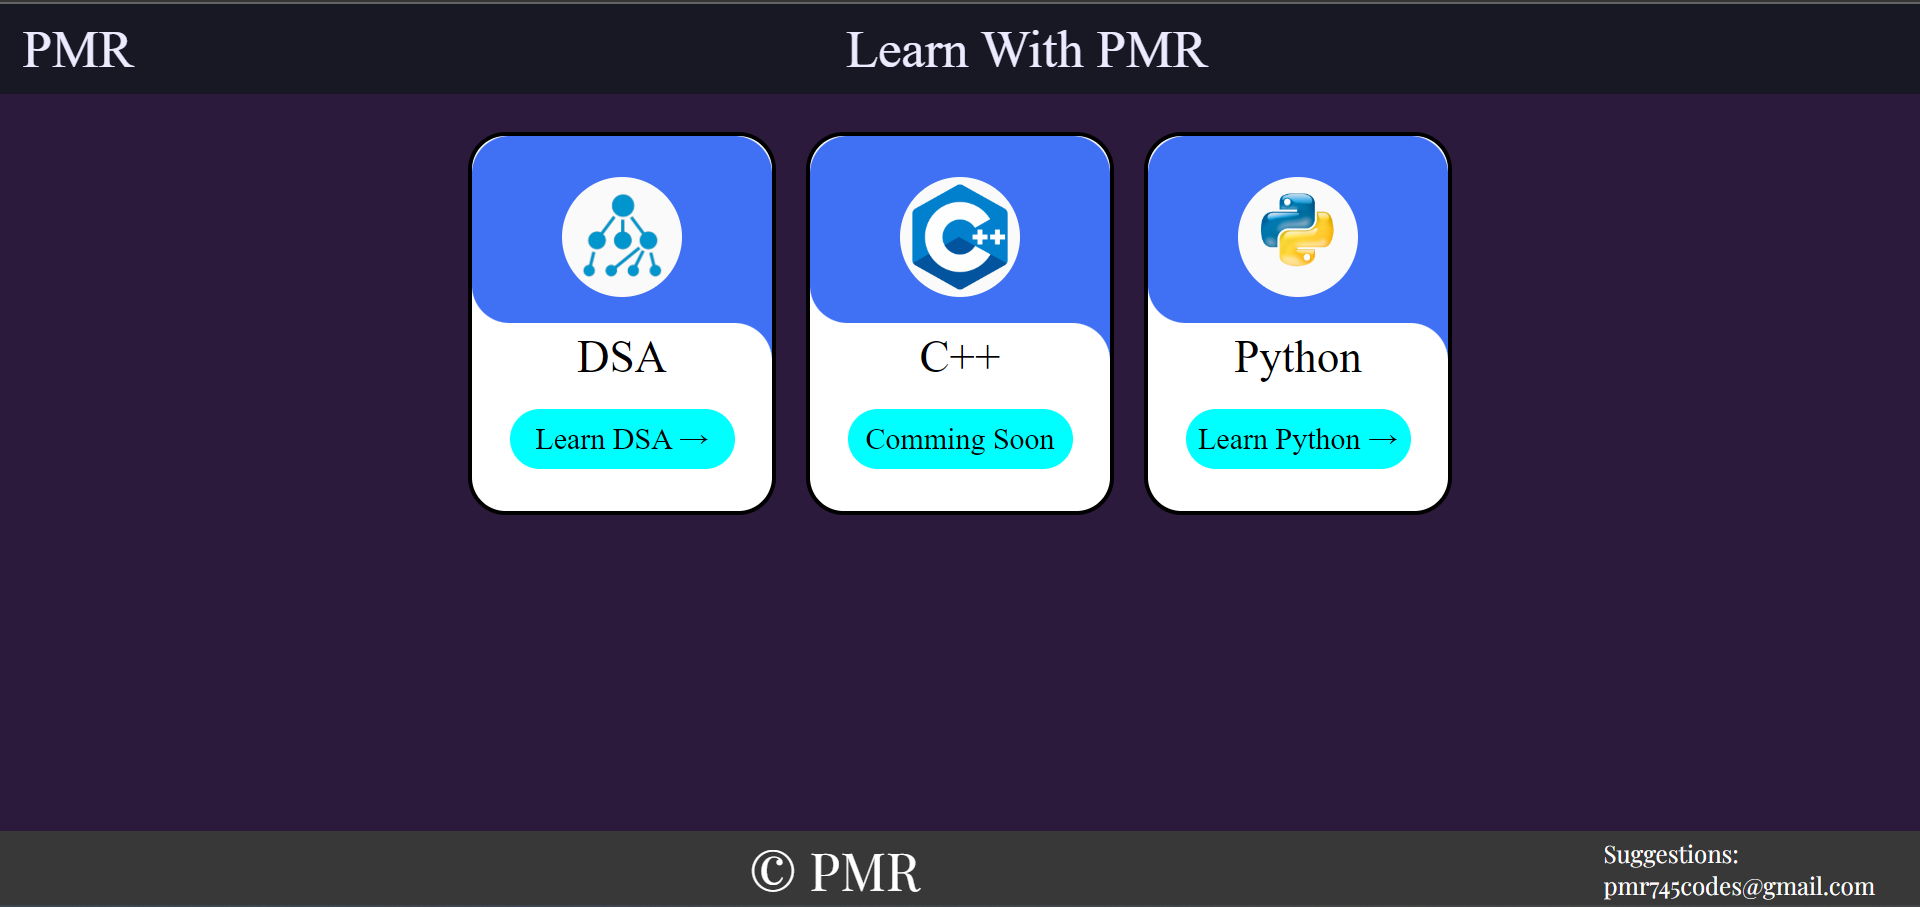 PMR
Learn With PMR
C++
DSA
C++
Python
Learn DSA →
Comming Soon
Learn Python →
© PMR
Suggestions:
pmr745codes@gmail.com